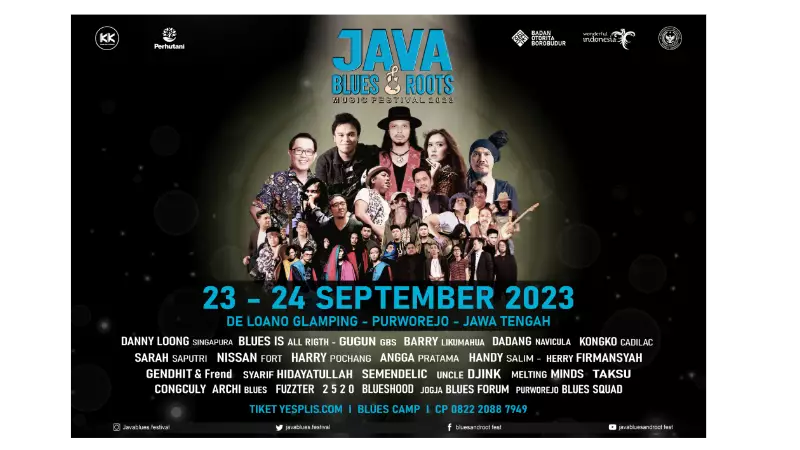 KK
Perhutani
BADAN
OTORITA
BOROBUDUR
wonderful
indonesia
JAVA
BLUES & ROOTS
MUSIC FESTIVAL 2023
23 - 24 SEPTEMBER 2023
DE LOANO GLAMPING - PURWOREJO - JAWA TENGAH
DANNY LOONG SINGAPURA BLUES IS ALL RIGTH - GUGUN GBS BARRY LIKUMAHUA DADANG NAVICULA KONGKO CADILAC
SARAH SAPUTRI NISSAN FORT HARRY POCHANG ANGGA PRATAMA HANDY SALIM - HERRY FIRMANSYAH
GENDHIT & Frend SYARIF HIDAYATULLAH SEMENDELIC UNCLE DJINK MELTING MINDS TAKSU
CONGCULY ARCHI BLUES FUZZTER 2 5 2 0 BLUESHOOD JOGJA BLUES FORUM PURWOREJO BLUES SQUAD
TIKET YESPLIS.COM I BLUES CAMP I CP 0822 2088 7949
Javablues.festival javablues.festival bluesandroot fest javabluesandroot fest